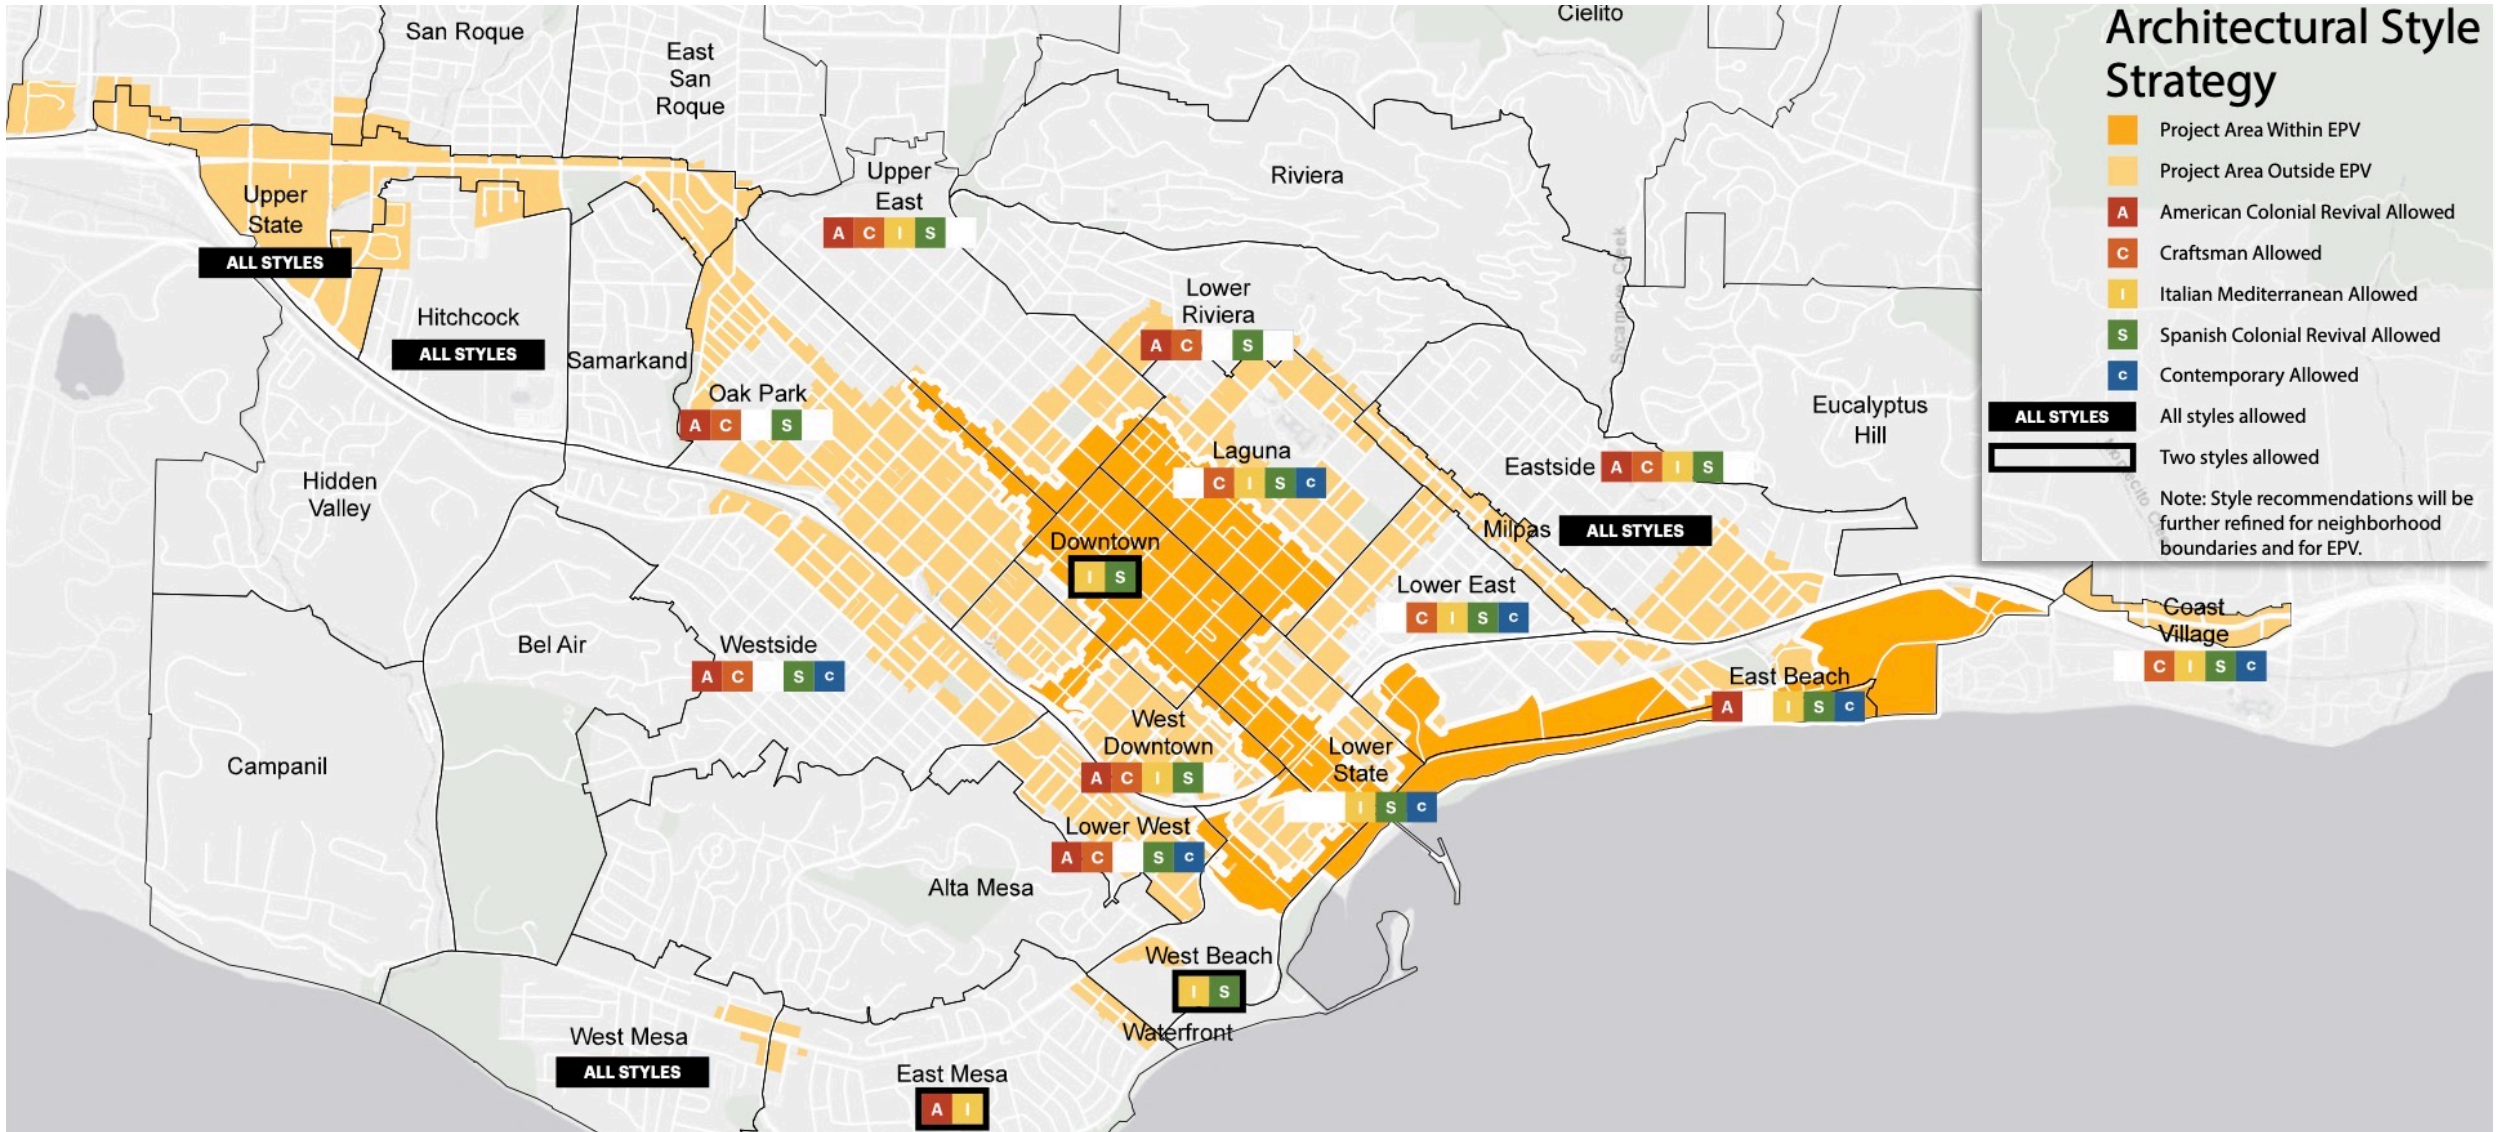 Architectural Style
Strategy
Project Area Within EPV
Project Area Outside EPV
A American Colonial Revival Allowed
C Craftsman Allowed
I Italian Mediterranean Allowed
S Spanish Colonial Revival Allowed
c Contemporary Allowed
ALL STYLES All styles allowed
Two styles allowed
Note: Style recommendations will be
further refined for neighborhood
boundaries and for EPV.
San Roque
East
San
Roque
Cielito
Upper
East
A C I S
Riviera
Upper
State
ALL STYLES
Hitchcock
ALL STYLES
Samarkand
Oak Park
A C S
Lower
Riviera
A C S
Sycamore Creek
Eucalyptus
Hill
Laguna
C I S c
Eastside
A C I S
Milpas
ALL STYLES
Hidden
Valley
Downtown
I S
Lower East
C I S c
Coast
Village
C I S c
Bel Air
Westside
A C S c
East Beach
A I S c
West
Downtown
A C I S
Lower
State
I S c
Campanil
Lower West
A C S c
Alta Mesa
West Beach
I S
Waterfront
West Mesa
ALL STYLES
East Mesa
A I